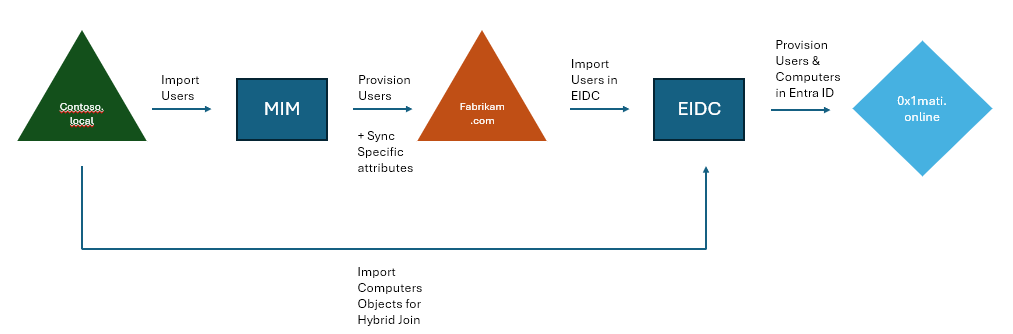 Contoso.
local
Import
Users
MIM
Provision
Users
+ Sync
Specific
attributes
Fabrikam
.com
Import
Users in
EIDC
EIDC
Provision
Users &
Computers
in Entra ID
0x1mati.
online
Import
Computers
Objects for
Hybrid Join